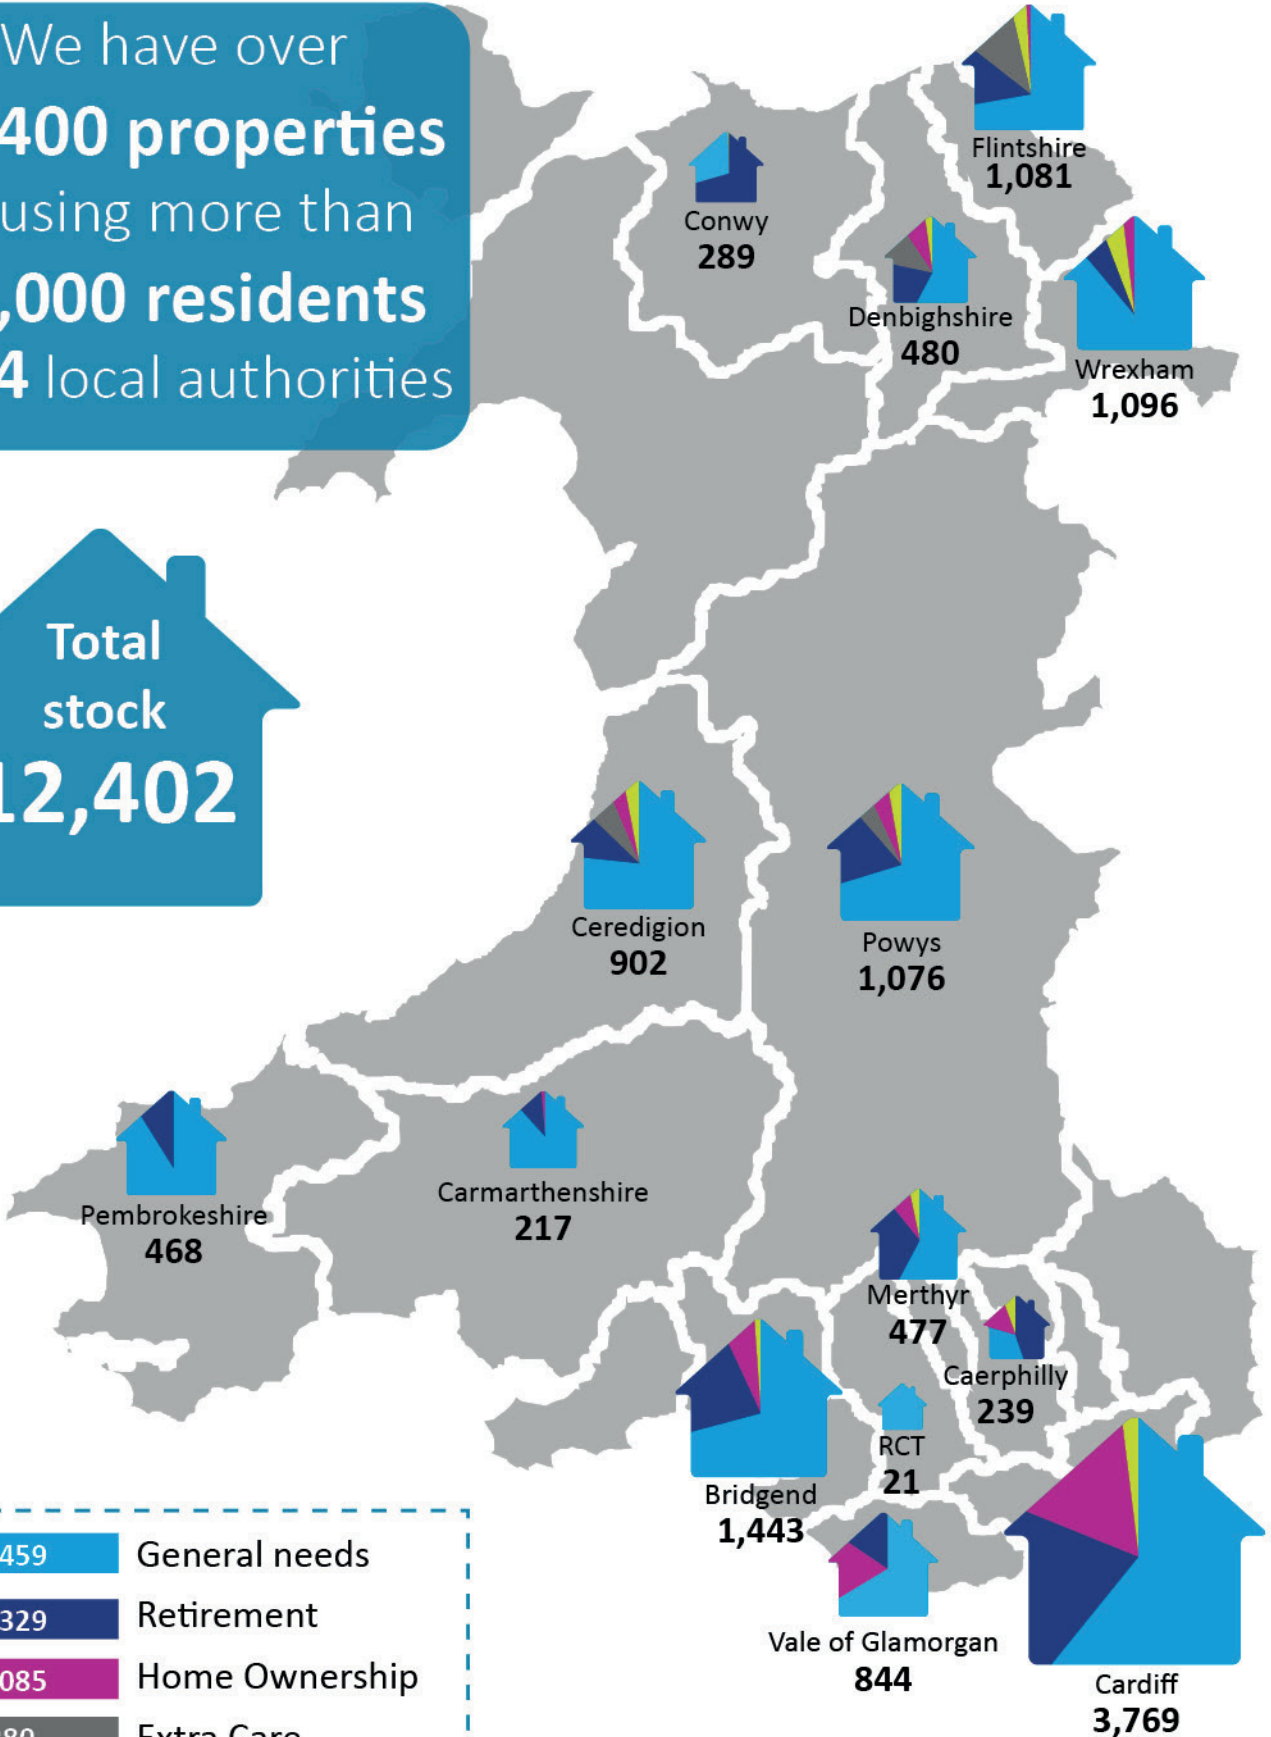 We have over
400 properties
using more than
,000 residents
4 local authorities
Flintshire
1,081
Conwy
289
Denbighshire
480
Wrexham
1,096
Total
stock
12,402
Ceredigion
902
Powys
1,076
Pembrokeshire
468
Carmarthenshire
217
Merthyr
477
Caerphilly
239
RCT
21
Bridgend
1,443
Vale of Glamorgan
844
Cardiff
3,769
459 General needs
329 Retirement
085 Home Ownership
Extra Care